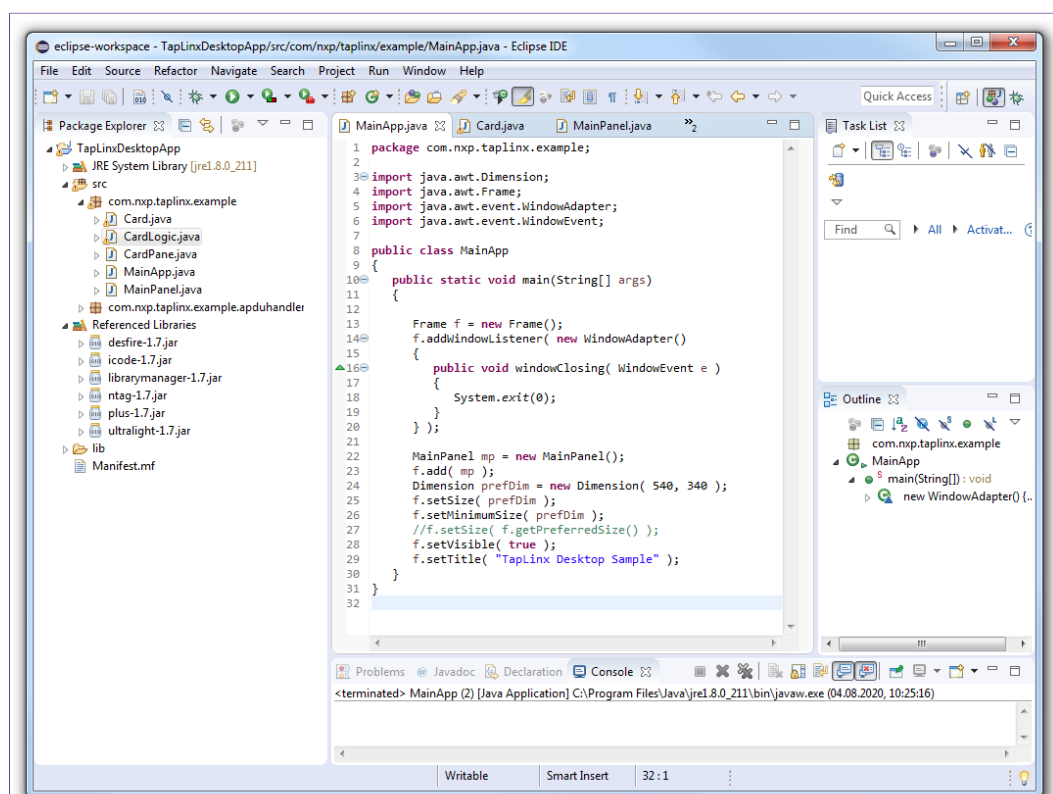 eclipse-workspace - TapLinxDesktopApp/src/com/nxp/taplinx/example/MainApp.java - Eclipse IDE
File Edit Source Refactor Navigate Search Project Run Window Help
Quick Access
Package Explorer
TapLinxDesktopApp
JRE System Library [jre1.8.0_211]
src
com.nxp.taplinx.example
Card.java
CardLogic.java
CardPane.java
MainApp.java
MainPanel.java
com.nxp.taplinx.example.apduhandler
Referenced Libraries
desfire-1.7.jar
icode-1.7.jar
librarymanager-1.7.jar
ntag-1.7.jar
plus-1.7.jar
ultralight-1.7.jar
lib
Manifest.mf
MainApp.java Card.java MainPanel.java »2
1 package com.nxp.taplinx.example;
2
3 import java.awt.Dimension;
4 import java.awt.Frame;
5 import java.awt.event.WindowAdapter;
6 import java.awt.event.WindowEvent;
7
8 public class MainApp
9 {
10 public static void main(String[] args)
11 {
12
13 Frame f = new Frame();
14 f.addWindowListener( new WindowAdapter()
15 {
16 public void windowClosing( WindowEvent e )
17 {
18 System.exit(0);
19 }
20 } );
21
22 MainPanel mp = new MainPanel();
23 f.add( mp );
24 Dimension prefDim = new Dimension( 540, 340 );
25 f.setSize( prefDim );
26 f.setMinimumSize( prefDim );
27 //f.setSize( f.getPreferredSize() );
28 f.setVisible( true );
29 f.setTitle( "TapLinx Desktop Sample" );
30 }
31 }
32
Task List
Find All Activat...
Outline
com.nxp.taplinx.example
MainApp
main(String[]) : void
new WindowAdapter() {..
Problems Javadoc Declaration Console
<terminated> MainApp (2) [Java Application] C:\Program Files\Java\jre1.8.0_211\bin\javaw.exe (04.08.2020, 10:25:16)
Writable Smart Insert 32 : 1